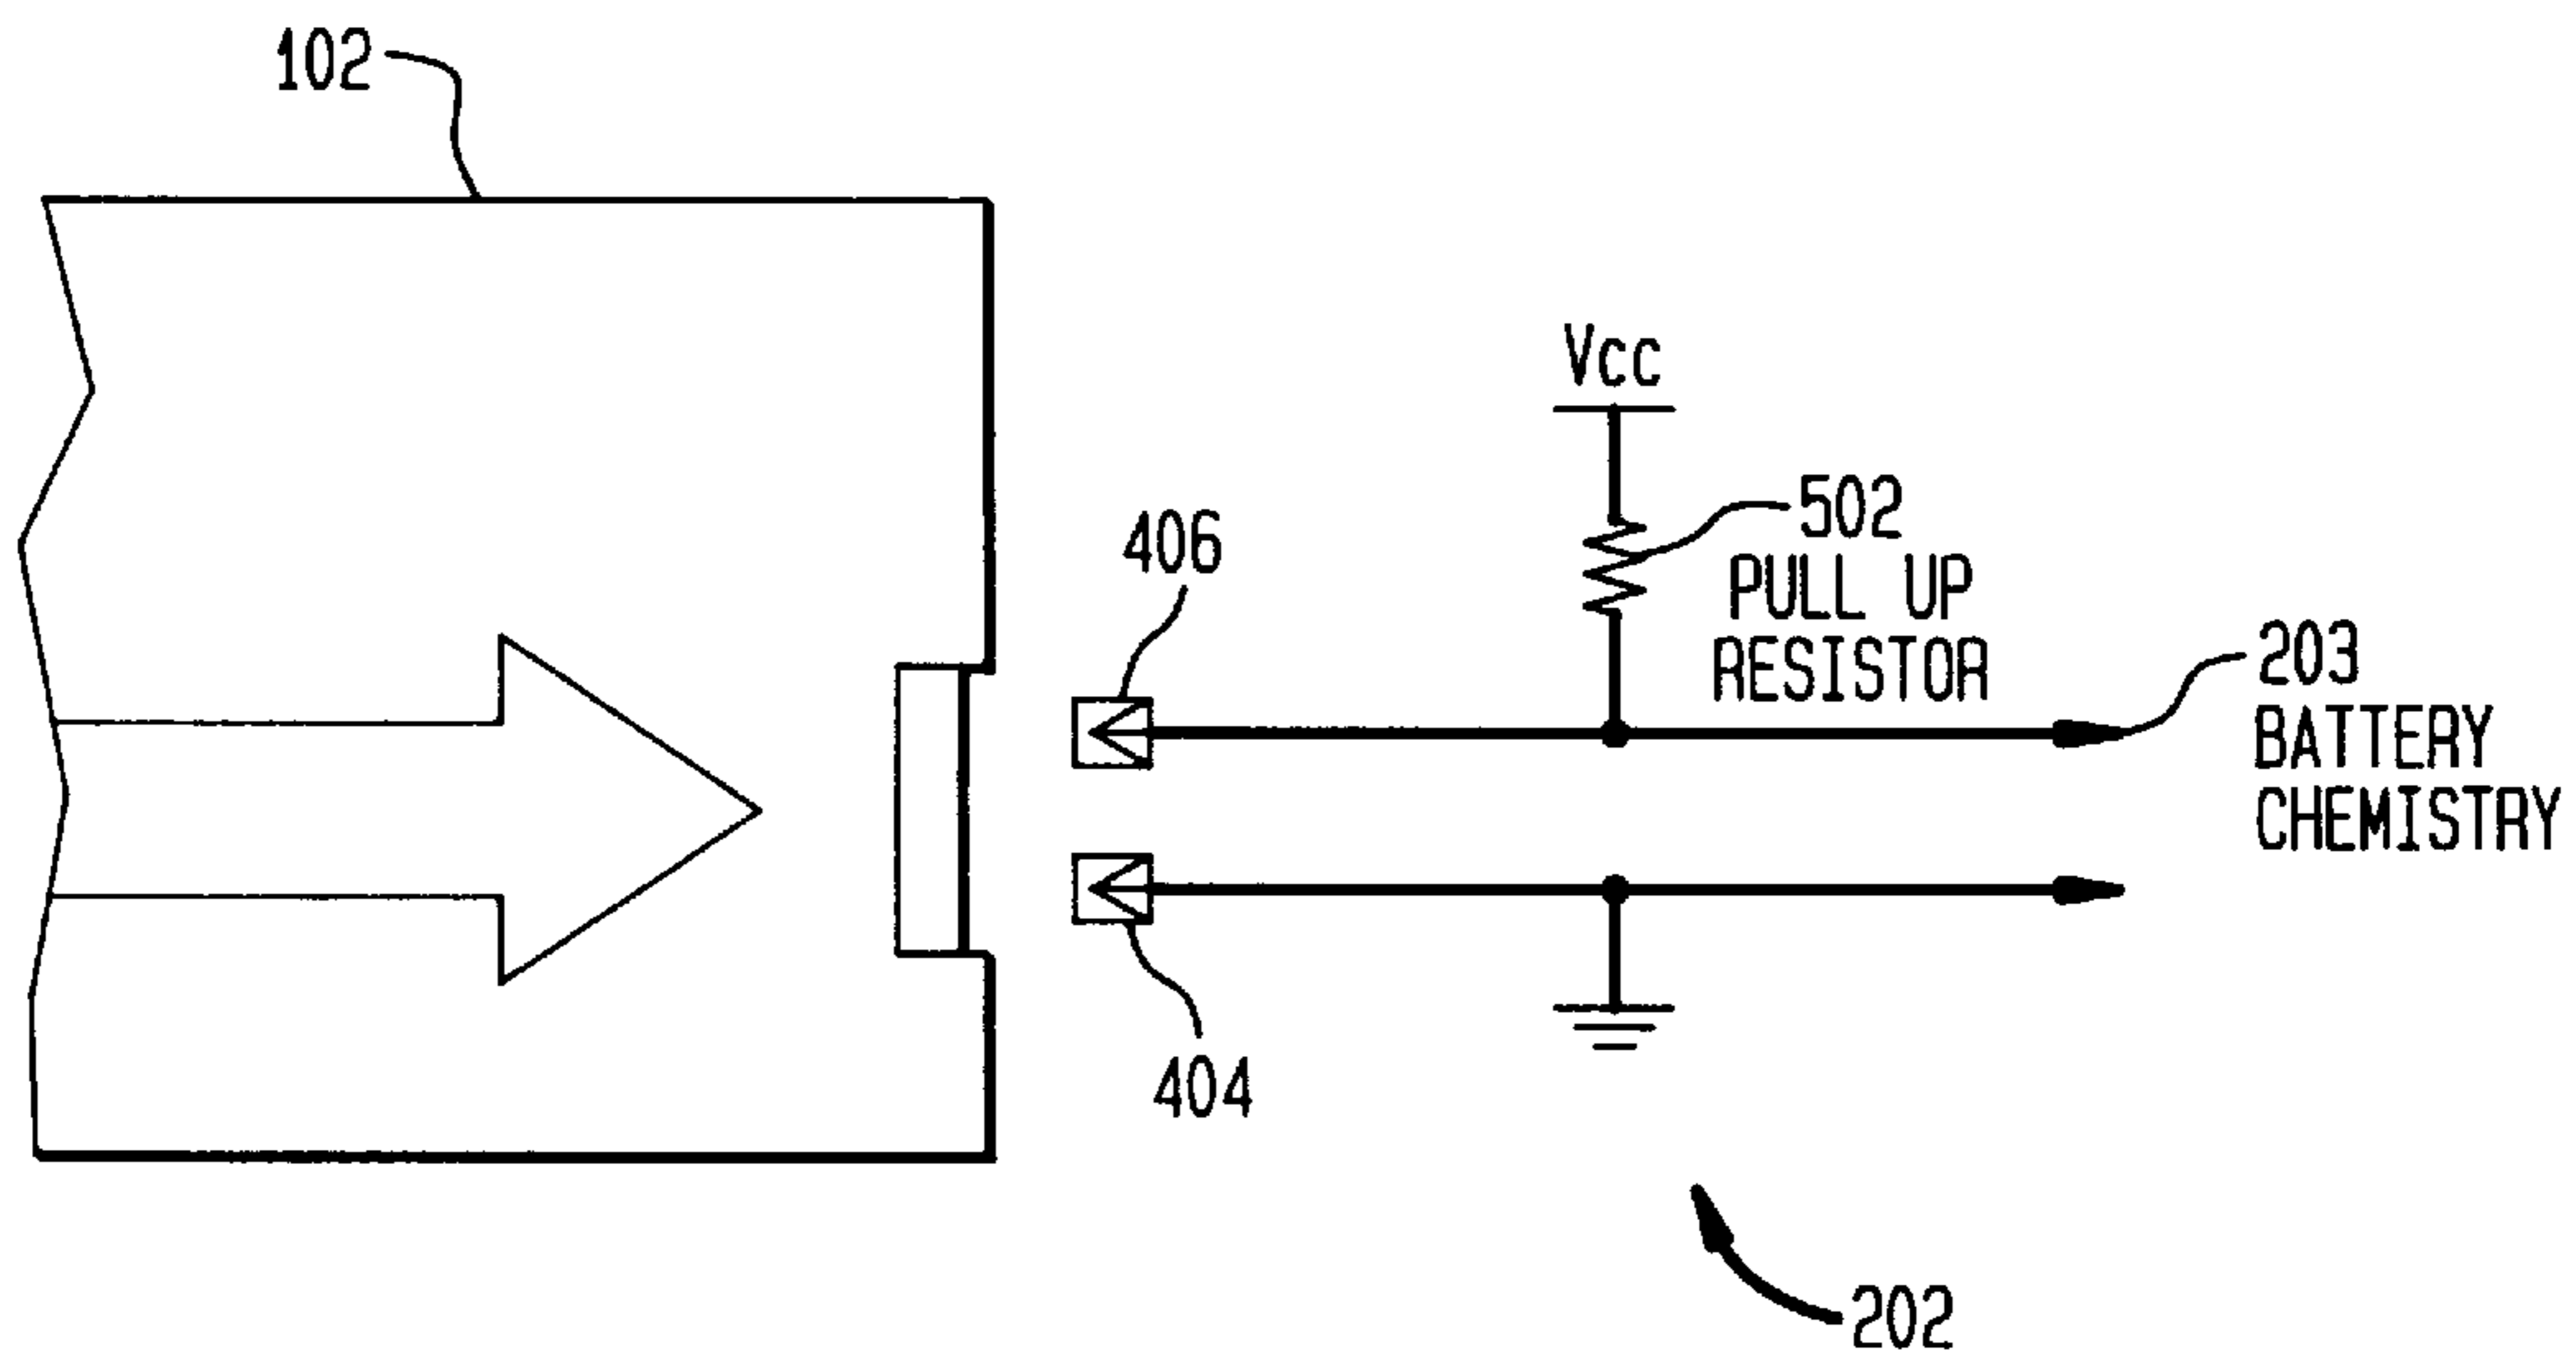 102
Vcc
406
502
PULL UP
RESISTOR
203
BATTERY
CHEMISTRY
404
202